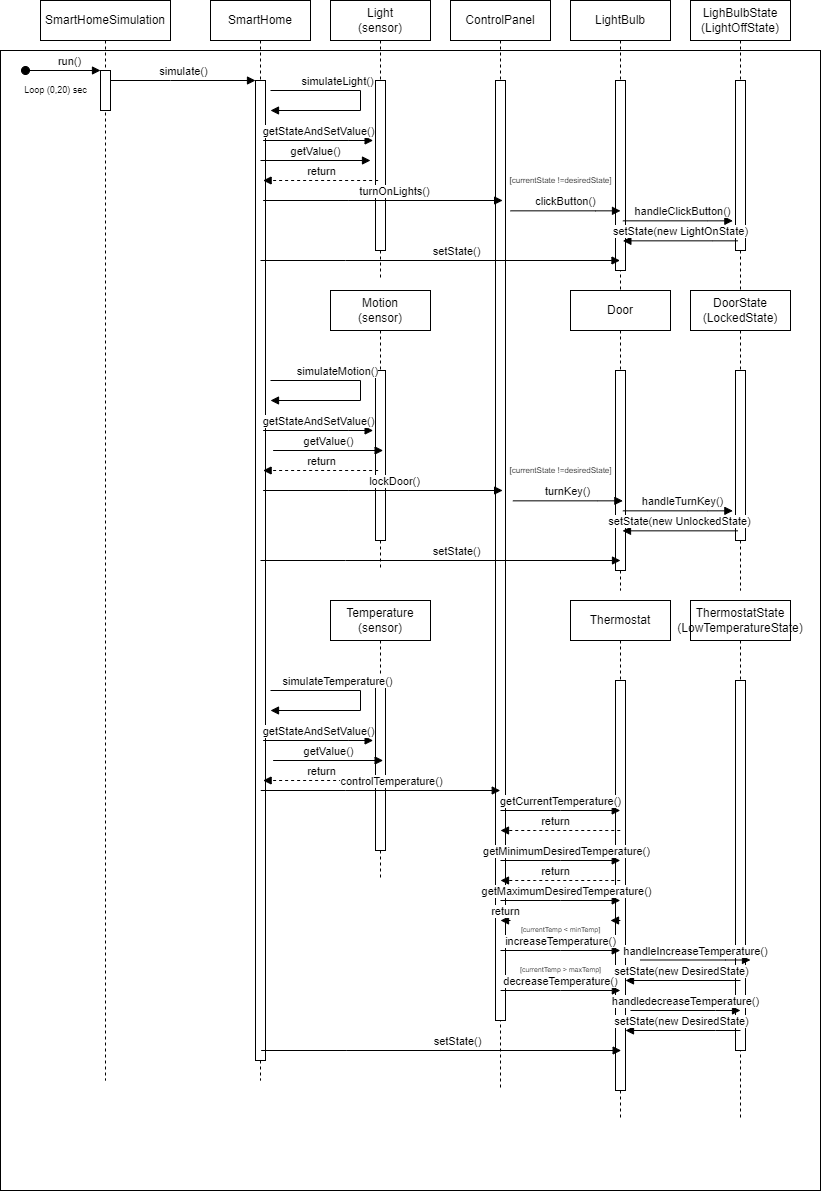 SmartHomeSimulation
SmartHome
Light
(sensor)
ControlPanel
LightBulb
LighBulbState
(LightOffState)
run()
simulate()
Loop (0,20) sec
simulateLight()
getStateAndSetValue()
getValue()
return
[currentState !=desiredState]
turnOnLights()
clickButton()
handleClickButton()
setState(new LightOnState)
setState()
Motion
(sensor)
Door
DoorState
(LockedState)
simulateMotion()
getStateAndSetValue()
getValue()
return
[currentState !=desiredState]
lockDoor()
turnKey()
handleTurnKey()
setState(new UnlockedState)
setState()
Temperature
(sensor)
Thermostat
ThermostatState
(LowTemperatureState)
simulateTemperature()
getStateAndSetValue()
getValue()
return
controlTemperature()
getCurrentTemperature()
return
getMinimumDesiredTemperature()
return
getMaximumDesiredTemperature()
return
[currentTemp < minTemp]
increaseTemperature()
handleIncreaseTemperature()
[currentTemp > maxTemp]
setState(new DesiredState)
decreaseTemperature()
handledecreaseTemperature()
setState(new DesiredState)
setState()